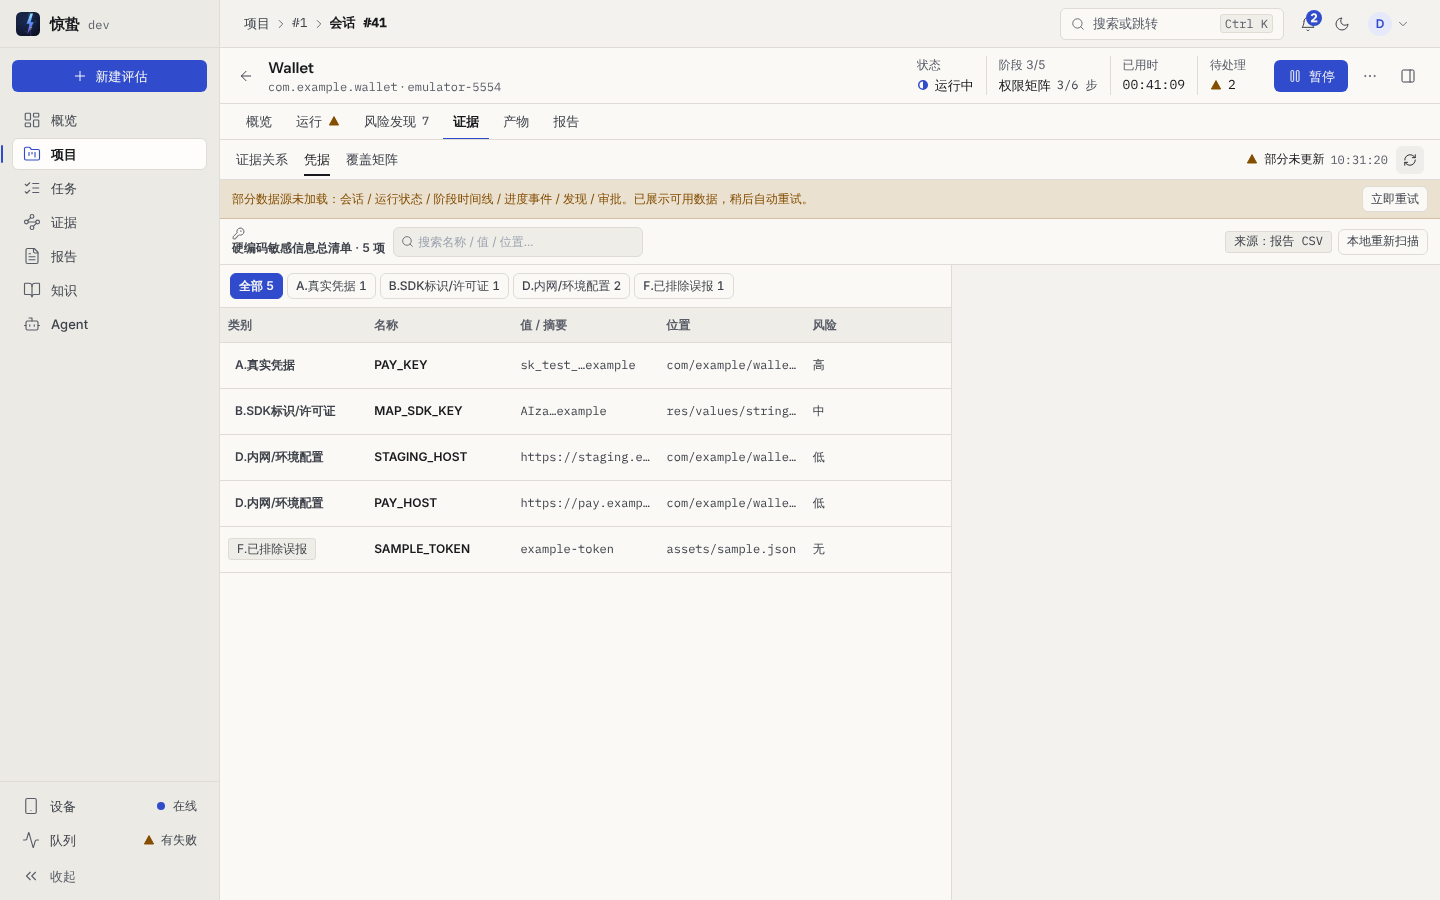 惊蛰 dev
项目 > #1 > 会话 #41
搜索或跳转 Ctrl K
2
D
新建评估
概览
项目
任务
证据
报告
知识
Agent
设备 在线
队列 有失败
收起
Wallet
com.example.wallet · emulator-5554
状态
运行中
阶段 3/5
权限矩阵 3/6 步
已用时
00:41:09
待处理
2
暂停
概览 运行 风险发现 7 证据 产物 报告
证据关系 凭据 覆盖矩阵
部分未更新 10:31:20
部分数据源未加载：会话 / 运行状态 / 阶段时间线 / 进度事件 / 发现 / 审批。已展示可用数据，稍后自动重试。
立即重试
硬编码敏感信息总清单 · 5 项
搜索名称 / 值 / 位置...
来源：报告 CSV
本地重新扫描
全部 5 A.真实凭据 1 B.SDK标识/许可证 1 D.内网/环境配置 2 F.已排除误报 1
类别 名称 值 / 摘要 位置 风险
A.真实凭据 PAY_KEY sk_test_…example com/example/walle… 高
B.SDK标识/许可证 MAP_SDK_KEY AIza…example res/values/string… 中
D.内网/环境配置 STAGING_HOST https://staging.e… com/example/walle… 低
D.内网/环境配置 PAY_HOST https://pay.examp… com/example/walle… 低
F.已排除误报 SAMPLE_TOKEN example-token assets/sample.json 无